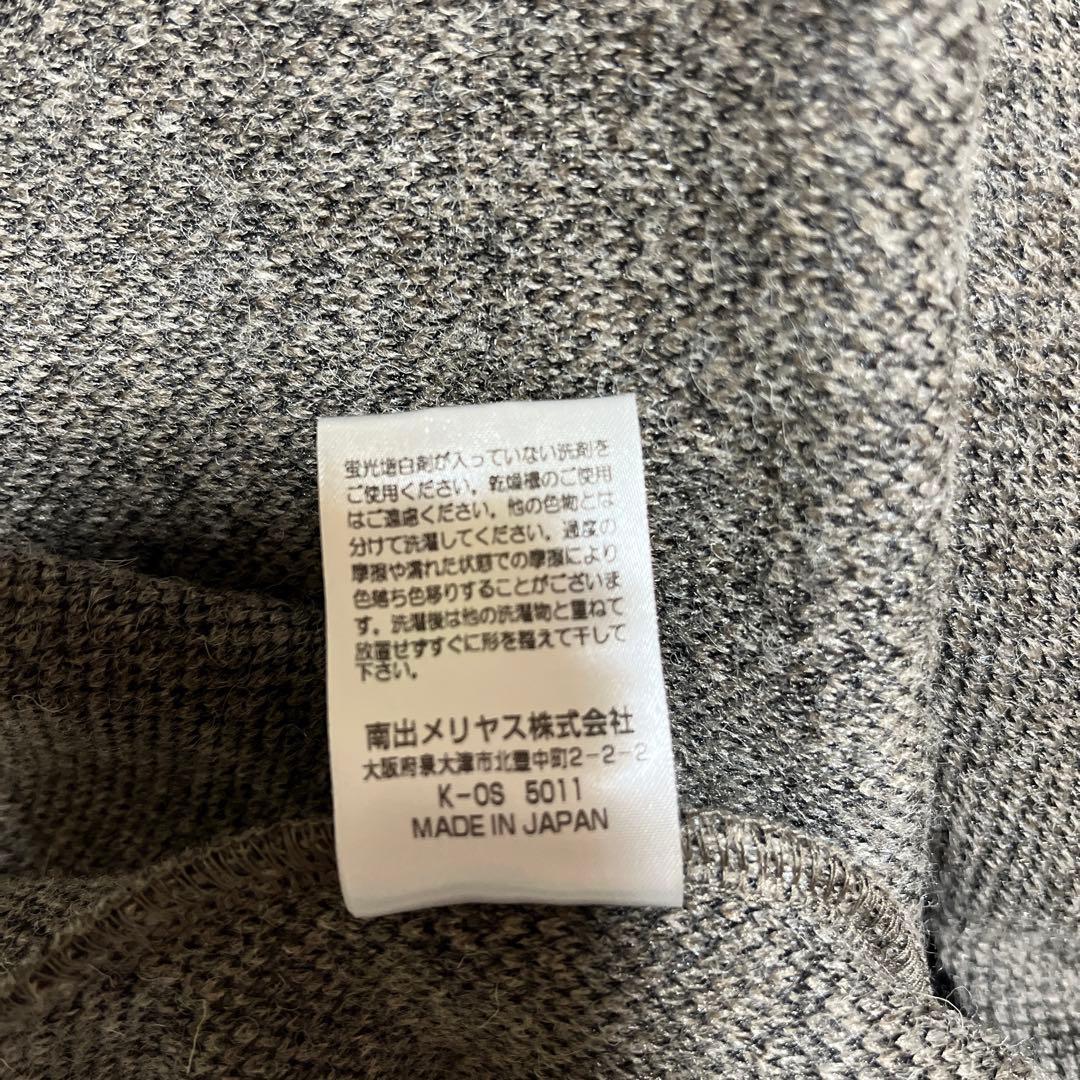 蛍光増白剤が入っていない洗剤を
ご使用ください。乾燥機のご使用
はご遠慮ください。他の色物とは
分けて洗濯してください。過度の
摩擦や濡れた状態での摩擦により
色落ち色移りすることがございま
す。洗濯後は他の洗濯物と重ねて
放置せずすぐに形を整えて干して
下さい。
南出メリヤス株式会社
大阪府泉大津市北豊中町2-2-2
K-OS 5011
MADE IN JAPAN